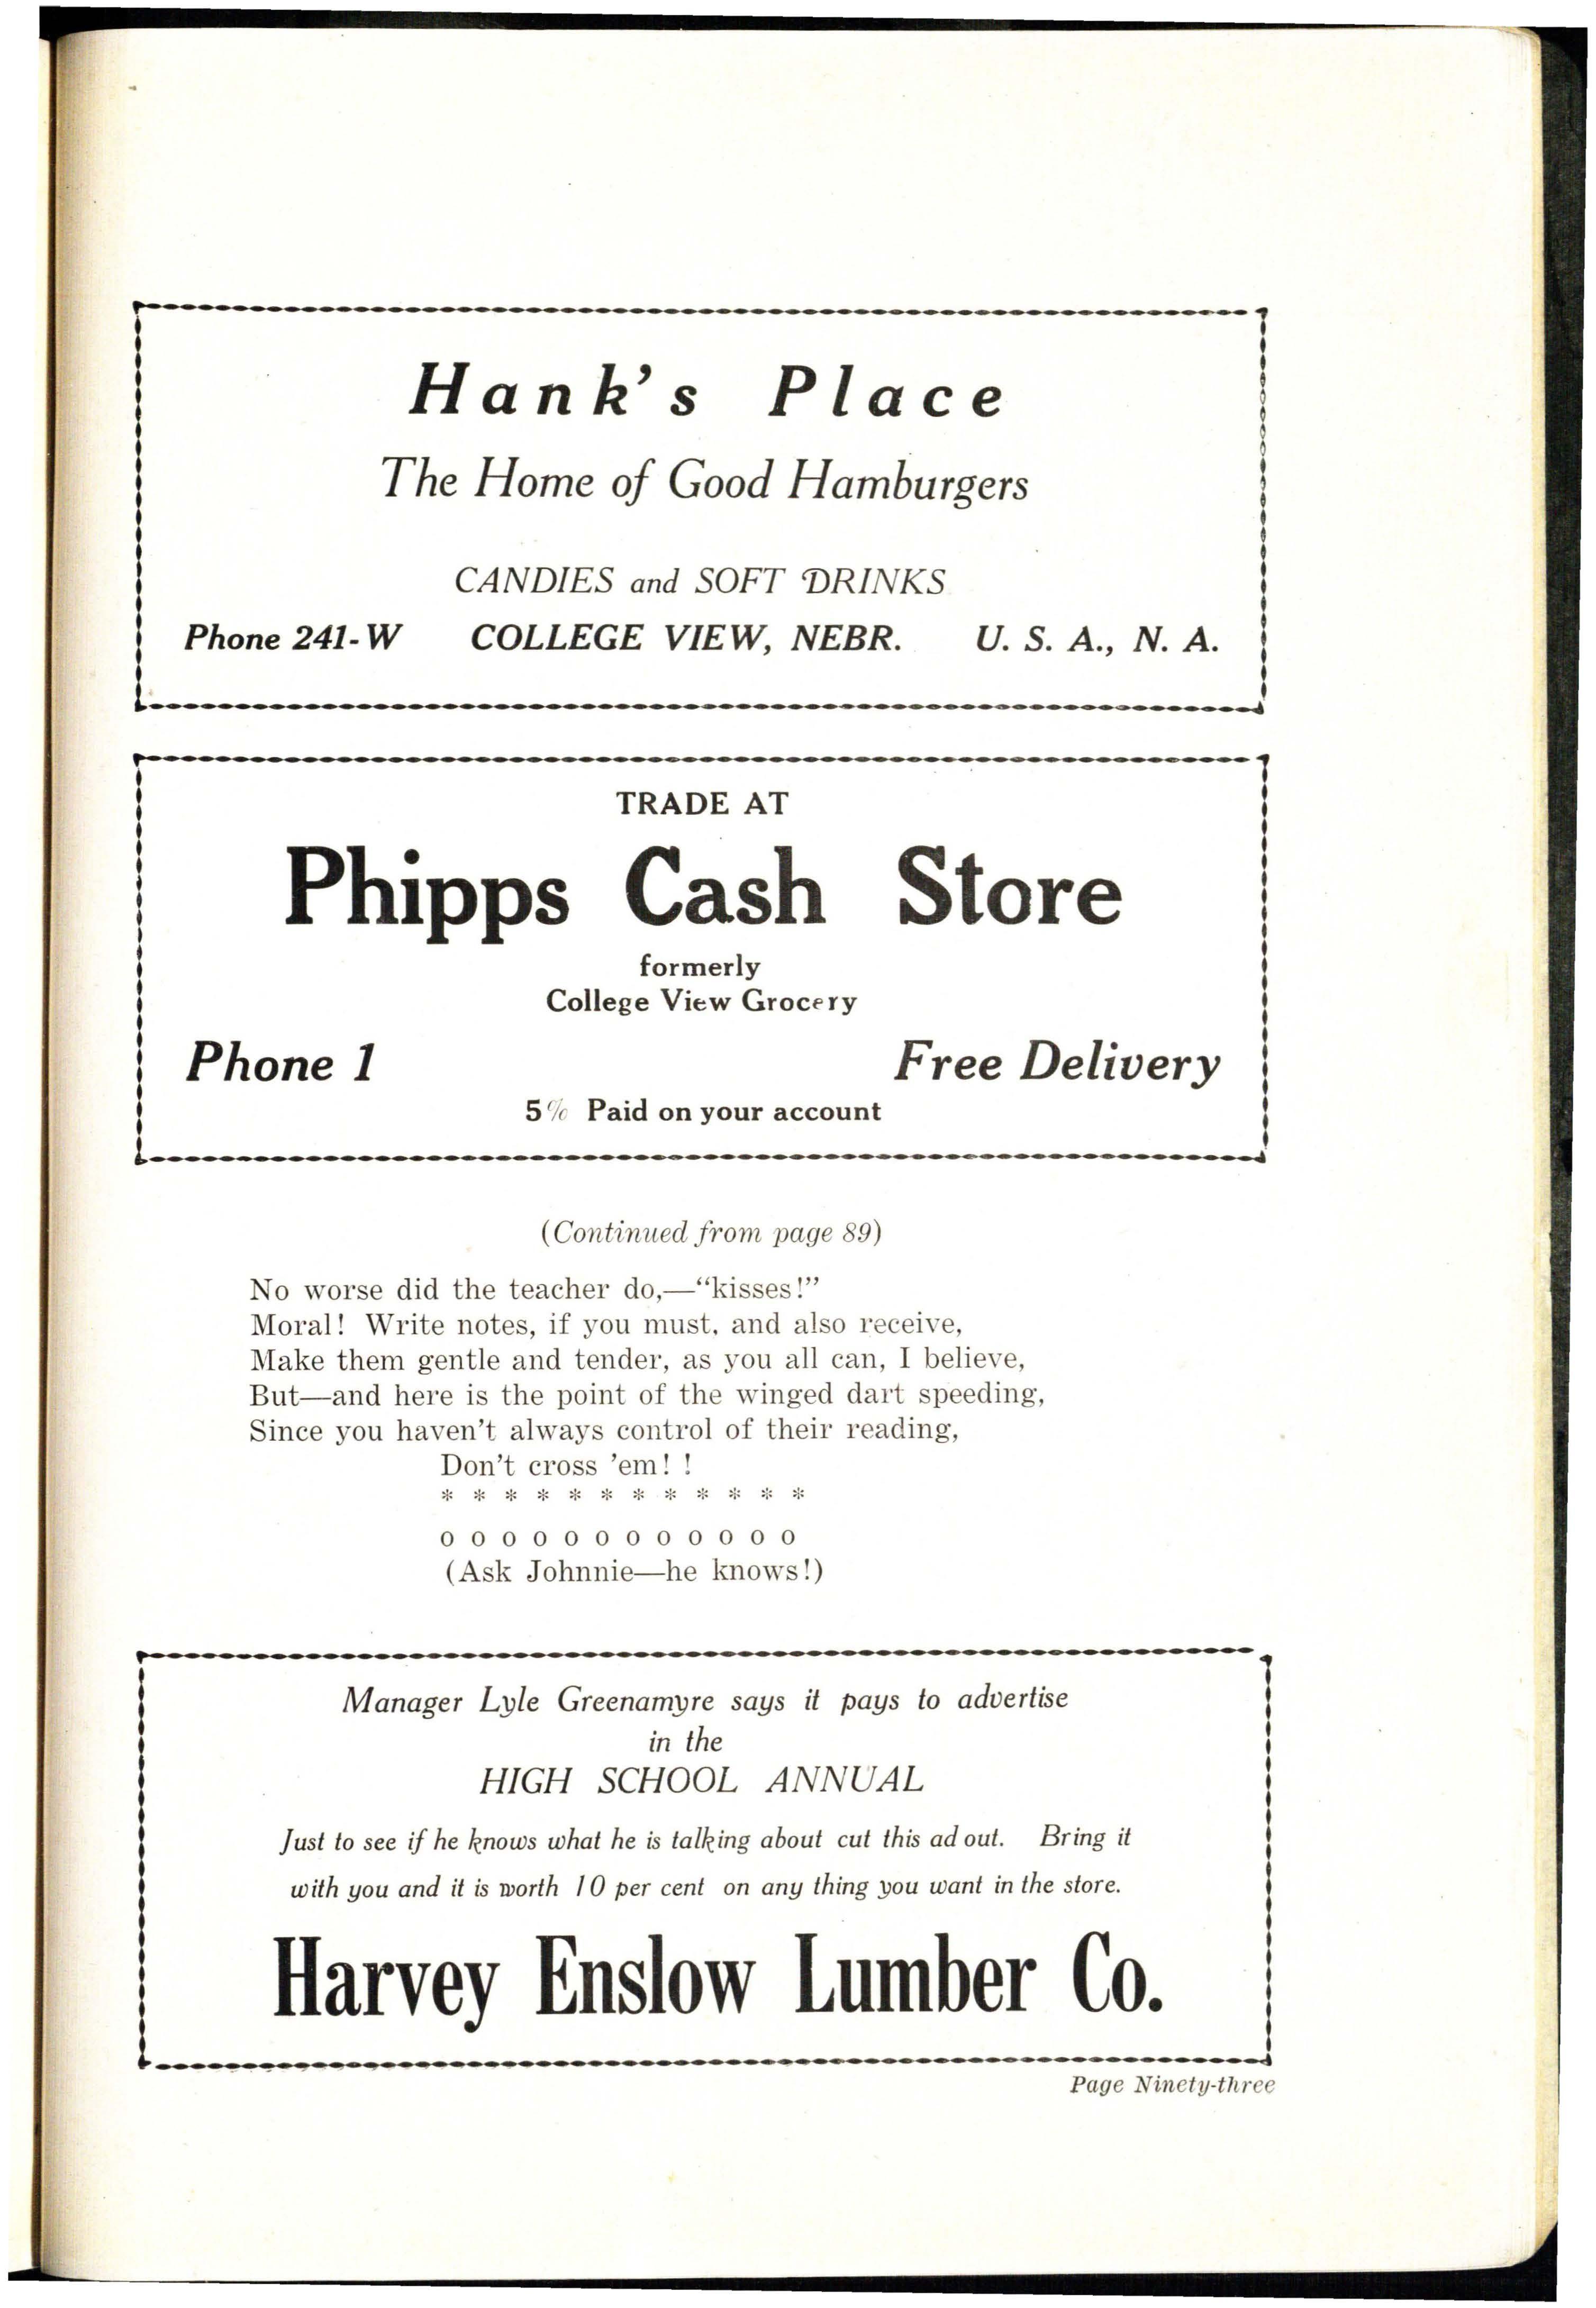 Hank's Place
The Home of Good Hamburgers
CANDIES and SOFT DRINKS
Phone 241-W COLLEGE VIEW, NEBR. U. S. A., N. A.
TRADE AT
Phipps Cash Store
formerly
College View Grocery
Phone 1 Free Delivery
5% Paid on your account
(Continued from page 89)
No worse did the teacher do,—“kisses!”
Moral! Write notes, if you must, and also receive,
Make them gentle and tender, as you all can, I believe,
But—and here is the point of the winged dart speeding,
Since you haven't always control of their reading,
Don't cross 'em! !
* * * * * * * * * * * *
o o o o o o o o o o o o
(Ask Johnnie—he knows!)
Manager Lyle Greenamyre says it pays to advertise
in the
HIGH SCHOOL ANNUAL
Just to see if he knows what he is talking about cut this ad out. Bring it
with you and it is worth 10 per cent on any thing you want in the store.
Harvey Enslow Lumber Co.
Page Ninety-three